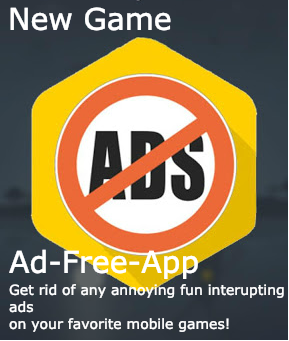 New Game
ADS
Ad-Free-App
Get rid of any annoying fun interupting
ads
on your favorite mobile games!